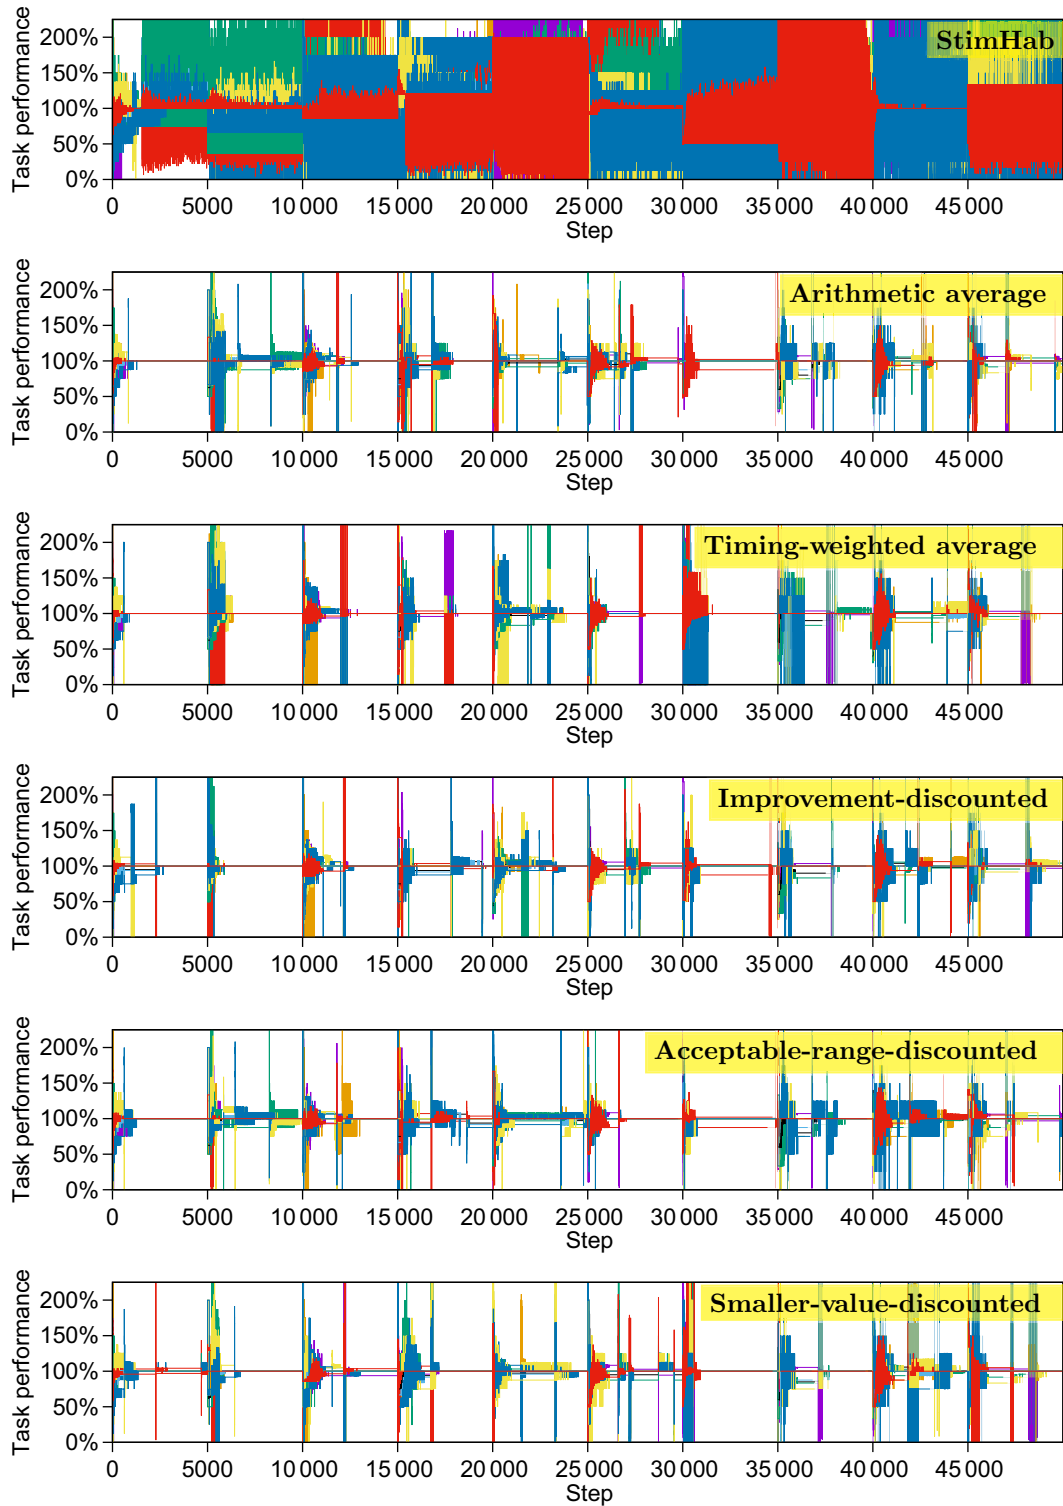 Task performance
200%
150%
100%
50%
0%
StimHab
0 5000 10 000 15 000 20 000 25 000 30 000 35 000 40 000 45 000
Step
Task performance
200%
150%
100%
50%
0%
Arithmetic average
0 5000 10 000 15 000 20 000 25 000 30 000 35 000 40 000 45 000
Step
Task performance
200%
150%
100%
50%
0%
Timing-weighted average
0 5000 10 000 15 000 20 000 25 000 30 000 35 000 40 000 45 000
Step
Task performance
200%
150%
100%
50%
0%
Improvement-discounted
0 5000 10 000 15 000 20 000 25 000 30 000 35 000 40 000 45 000
Step
Task performance
200%
150%
100%
50%
0%
Acceptable-range-discounted
0 5000 10 000 15 000 20 000 25 000 30 000 35 000 40 000 45 000
Step
Task performance
200%
150%
100%
50%
0%
Smaller-value-discounted
0 5000 10 000 15 000 20 000 25 000 30 000 35 000 40 000 45 000
Step